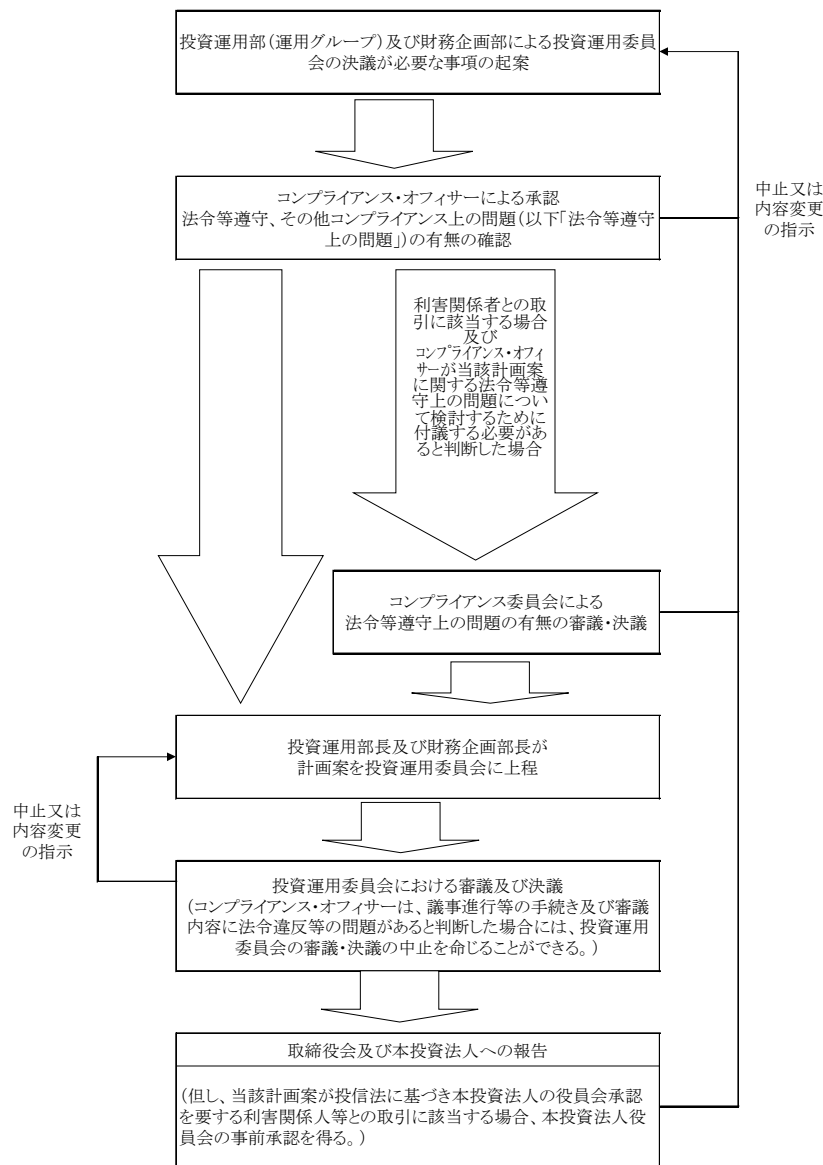 投資運用部(運用グループ)及び財務企画部による投資運用委員
会の決議が必要な事項の起案
コンプライアンス・オフィサーによる承認
法令等遵守、その他コンプライアンス上の問題(以下「法令等遵守
上の問題」)の有無の確認
中止又は
内容変更
の指示
利害関係者との取
引に該当する場合
及び
コンプライアンス・オフィ
サーが当該計画案
に関する法令等遵
守上の問題につい
て検討するために
付議する必要があ
ると判断した場合
コンプライアンス委員会による
法令等遵守上の問題の有無の審議・決議
投資運用部長及び財務企画部長が
計画案を投資運用委員会に上程
中止又は
内容変更
の指示
投資運用委員会における審議及び決議
(コンプライアンス・オフィサーは、議事進行等の手続き及び審議
内容に法令違反等の問題があると判断した場合には、投資運用
委員会の審議・決議の中止を命じることができる。)
取締役会及び本投資法人への報告
(但し、当該計画案が投信法に基づき本投資法人の役員会承認
を要する利害関係人等との取引に該当する場合、本投資法人役
員会の事前承認を得る。)